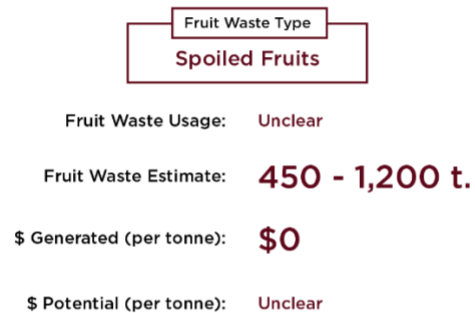 Fruit Waste Type
Spoiled Fruits
Fruit Waste Usage: Unclear
Fruit Waste Estimate: 450 - 1,200 t.
$ Generated (per tonne): $0
$ Potential (per tonne): Unclear